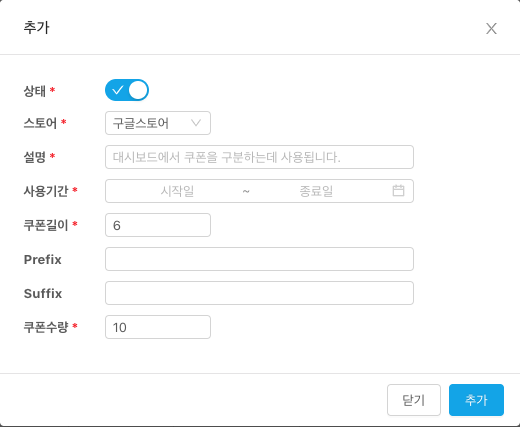 추가
상태 *
스토어 * 구글스토어
설명 * 대시보드에서 쿠폰을 구분하는데 사용됩니다.
사용기간 * 시작일 ~ 종료일
쿠폰길이 * 6
Prefix
Suffix
쿠폰수량 * 10
닫기 추가